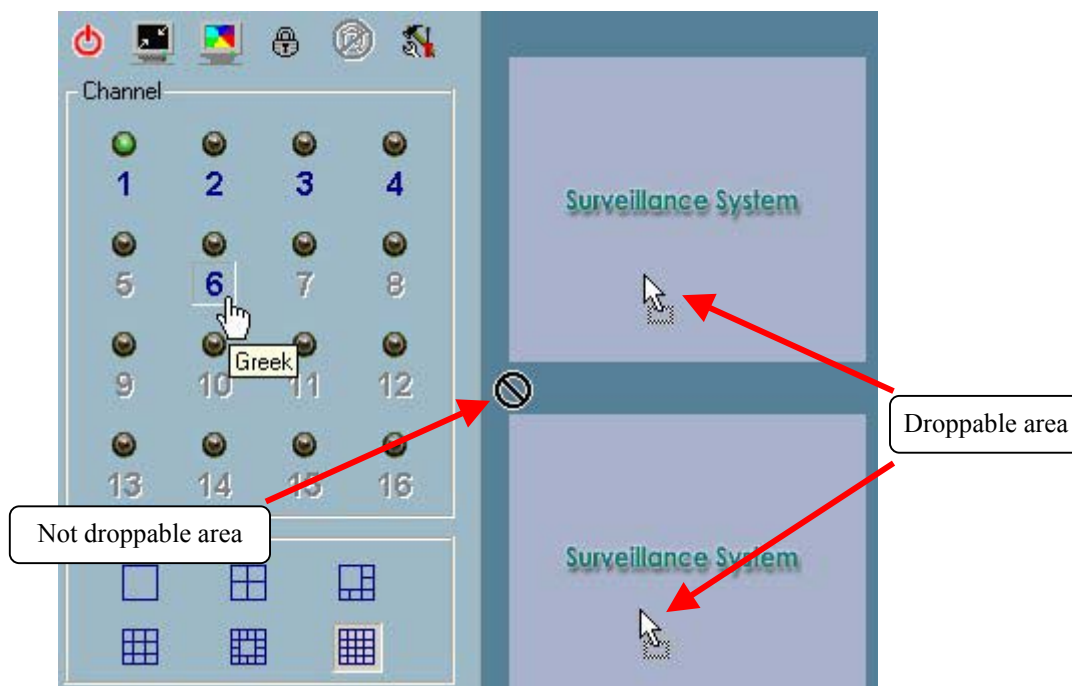 Channel
1 2 3 4
5 6 7 8
Greek
9 10 11 12
13 14 15 16
Not droppable area
Surveillance System
Droppable area
Surveillance System